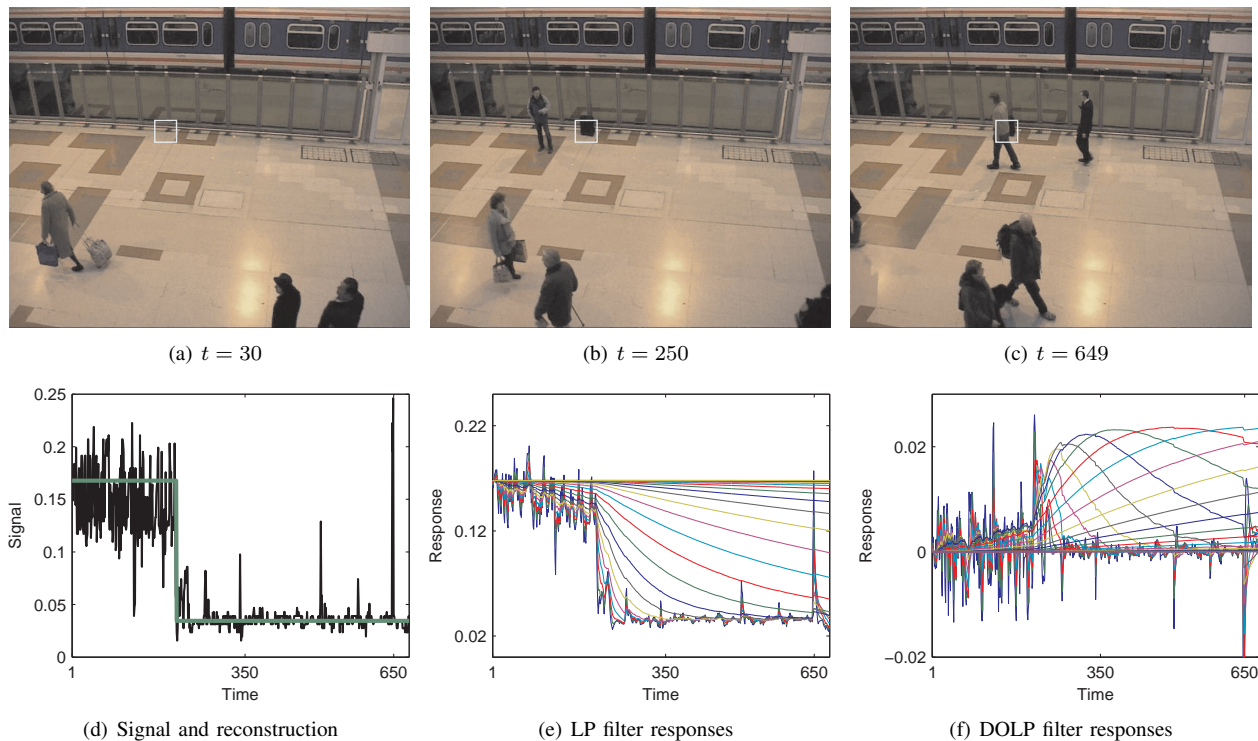 (a) t = 30
(b) t = 250
(c) t = 649
0.25
0.2
0.15
0.1
0.05
0
Signal
1
350
650
Time
(d) Signal and reconstruction
0.22
0.12
0.02
Response
1
350
650
Time
(e) LP filter responses
0.02
0.01
0
−0.02
Response
1
350
650
Time
(f) DOLP filter responses